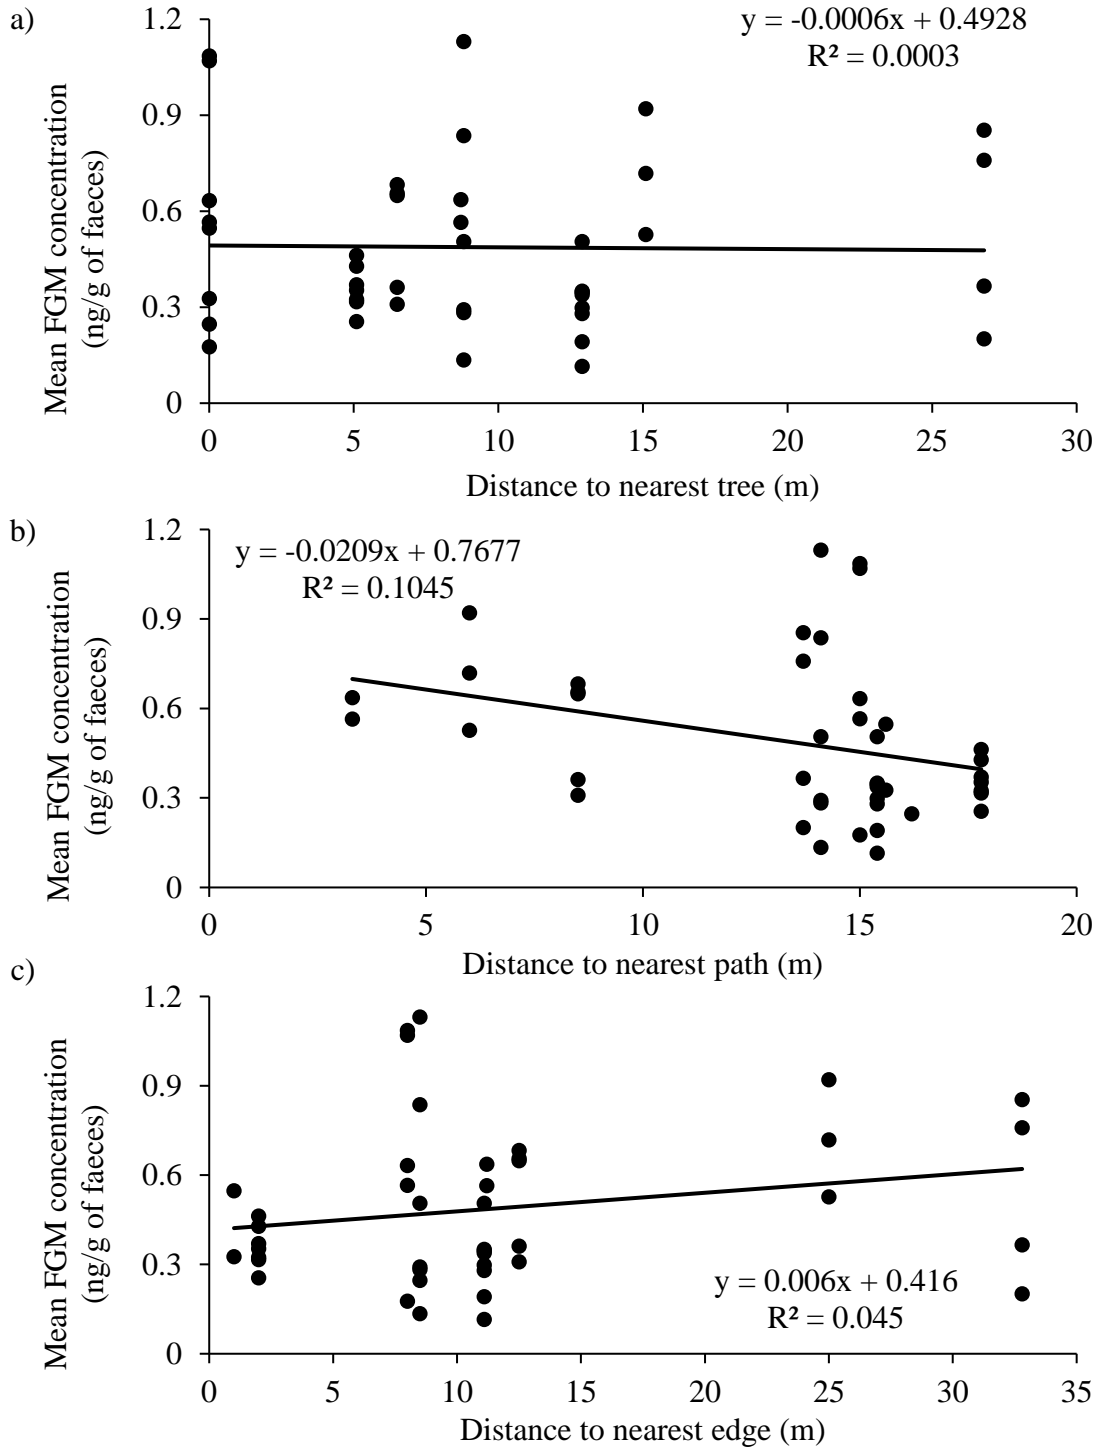 a)
y = -0.0006x + 0.4928
R² = 0.0003
Mean FGM concentration
(ng/g of faeces)
1.2
0.9
0.6
0.3
0
0 5 10 15 20 25 30
Distance to nearest tree (m)
b)
y = -0.0209x + 0.7677
R² = 0.1045
Mean FGM concentration
(ng/g of faeces)
1.2
0.9
0.6
0.3
0
0 5 10 15 20
Distance to nearest path (m)
c)
Mean FGM concentration
(ng/g of faeces)
1.2
0.9
0.6
0.3
0
y = 0.006x + 0.416
R² = 0.045
0 5 10 15 20 25 30 35
Distance to nearest edge (m)